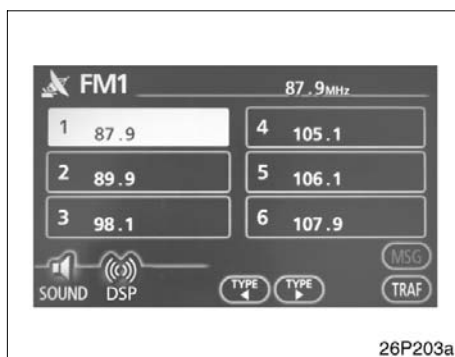 FM1 87.9MHz
1 87.9
2 89.9
3 98.1
4 105.1
5 106.1
6 107.9
MSG
SOUND DSP TYPE TYPE TRAF
26P203a